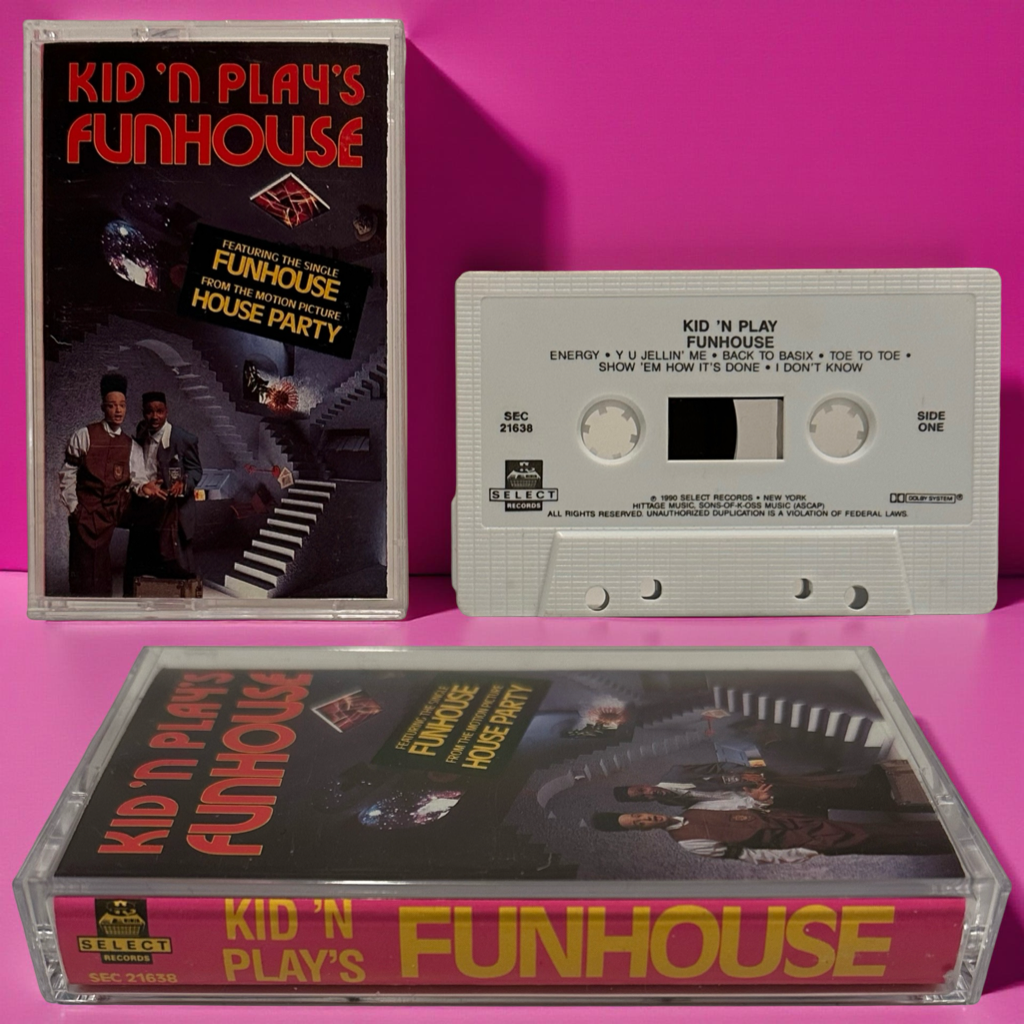 KID 'N PLAY'S
FUNHOUSE
FEATURING THE SINGLE
FUNHOUSE
FROM THE MOTION PICTURE
HOUSE PARTY
KID 'N PLAY
FUNHOUSE
ENERGY • Y U JELLIN' ME • BACK TO BASIX • TOE TO TOE •
SHOW 'EM HOW IT'S DONE • I DON'T KNOW
SEC
21638
SIDE
ONE
SELECT
RECORDS
℗ 1990 SELECT RECORDS • NEW YORK
HITTAGE MUSIC, SONS-OF-K-OSS MUSIC (ASCAP)
ALL RIGHTS RESERVED. UNAUTHORIZED DUPLICATION IS A VIOLATION OF FEDERAL LAWS.
DOLBY SYSTEM®
KID 'N PLAY'S
FUNHOUSE
FEATURING THE SINGLE
FUNHOUSE
FROM THE MOTION PICTURE
HOUSE PARTY
SELECT
RECORDS
SEC 21638
KID 'N
PLAY'S
FUNHOUSE